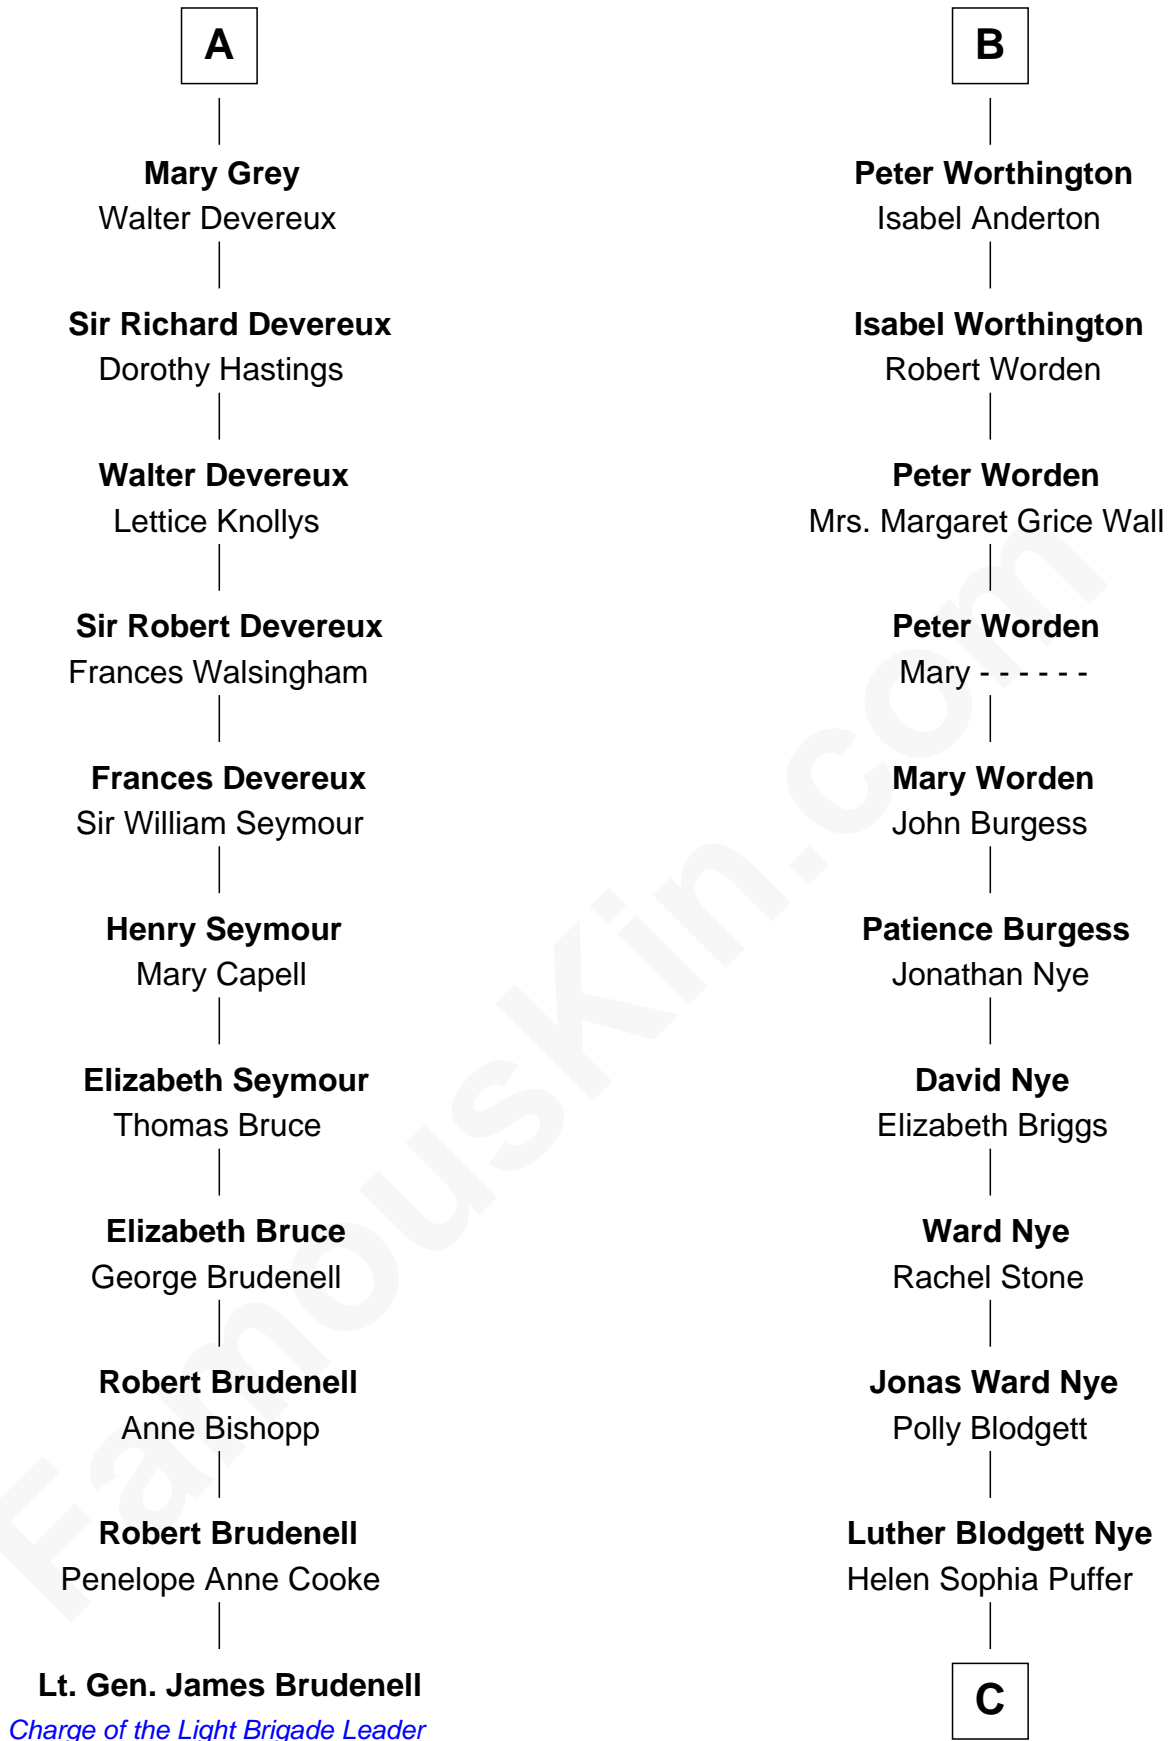 A
Mary Grey
Walter Devereux
Sir Richard Devereux
Dorothy Hastings
Walter Devereux
Lettice Knollys
Sir Robert Devereux
Frances Walsingham
Frances Devereux
Sir William Seymour
Henry Seymour
Mary Capell
Elizabeth Seymour
Thomas Bruce
Elizabeth Bruce
George Brudenell
Robert Brudenell
Anne Bishopp
Robert Brudenell
Penelope Anne Cooke
Lt. Gen. James Brudenell
Charge of the Light Brigade Leader
B
Peter Worthington
Isabel Anderton
Isabel Worthington
Robert Worden
Peter Worden
Mrs. Margaret Grice Wall
Peter Worden
Mary - - - - - -
Mary Worden
John Burgess
Patience Burgess
Jonathan Nye
David Nye
Elizabeth Briggs
Ward Nye
Rachel Stone
Jonas Ward Nye
Polly Blodgett
Luther Blodgett Nye
Helen Sophia Puffer
C
FamousKin.com